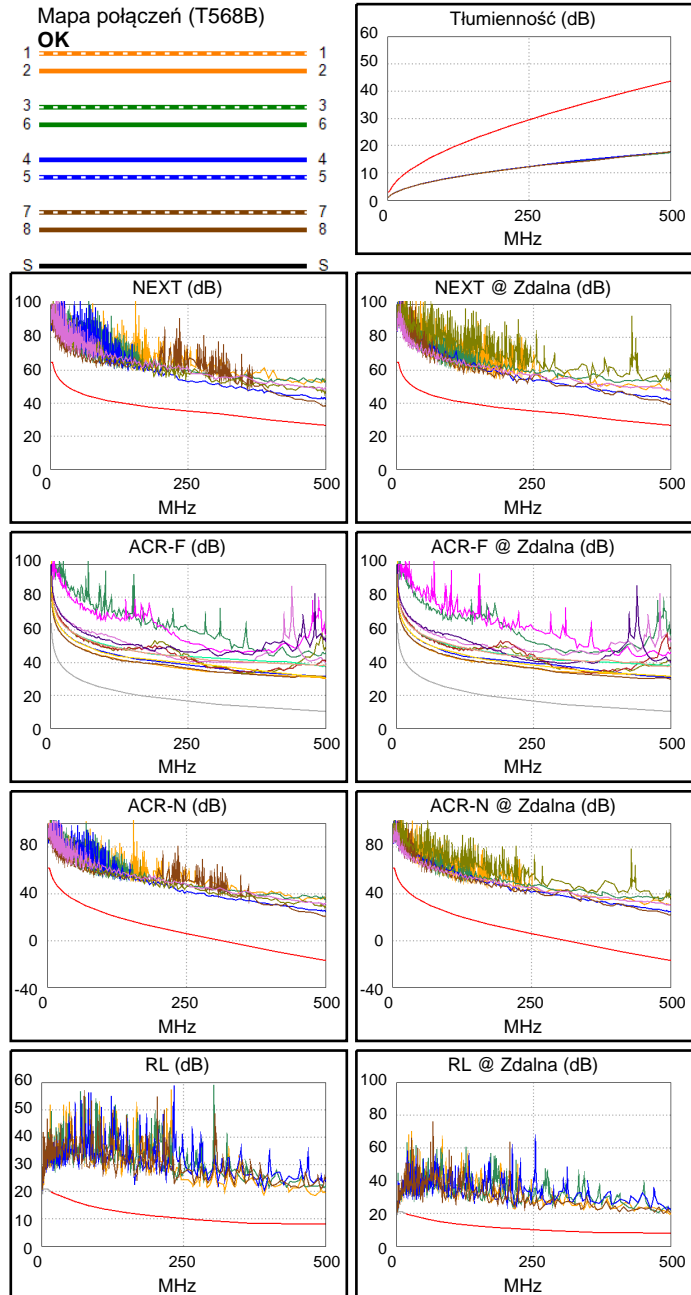 Mapa połączeń (T568B)
OK
1 1
2 2
3 3
6 6
4 4
5 5
7 7
8 8
S S
Tłumienność (dB)
60
50
40
30
20
10
0
0 250 500
MHz
NEXT (dB)
100
80
60
40
20
0
0 250 500
MHz
NEXT @ Zdalna (dB)
100
80
60
40
20
0
0 250 500
MHz
ACR-F (dB)
100
80
60
40
20
0
0 250 500
MHz
ACR-F @ Zdalna (dB)
100
80
60
40
20
0
0 250 500
MHz
ACR-N (dB)
80
40
0
-40
0 250 500
MHz
ACR-N @ Zdalna (dB)
80
40
0
-40
0 250 500
MHz
RL (dB)
60
50
40
30
20
10
0
0 250 500
MHz
RL @ Zdalna (dB)
100
80
60
40
20
0
0 250 500
MHz